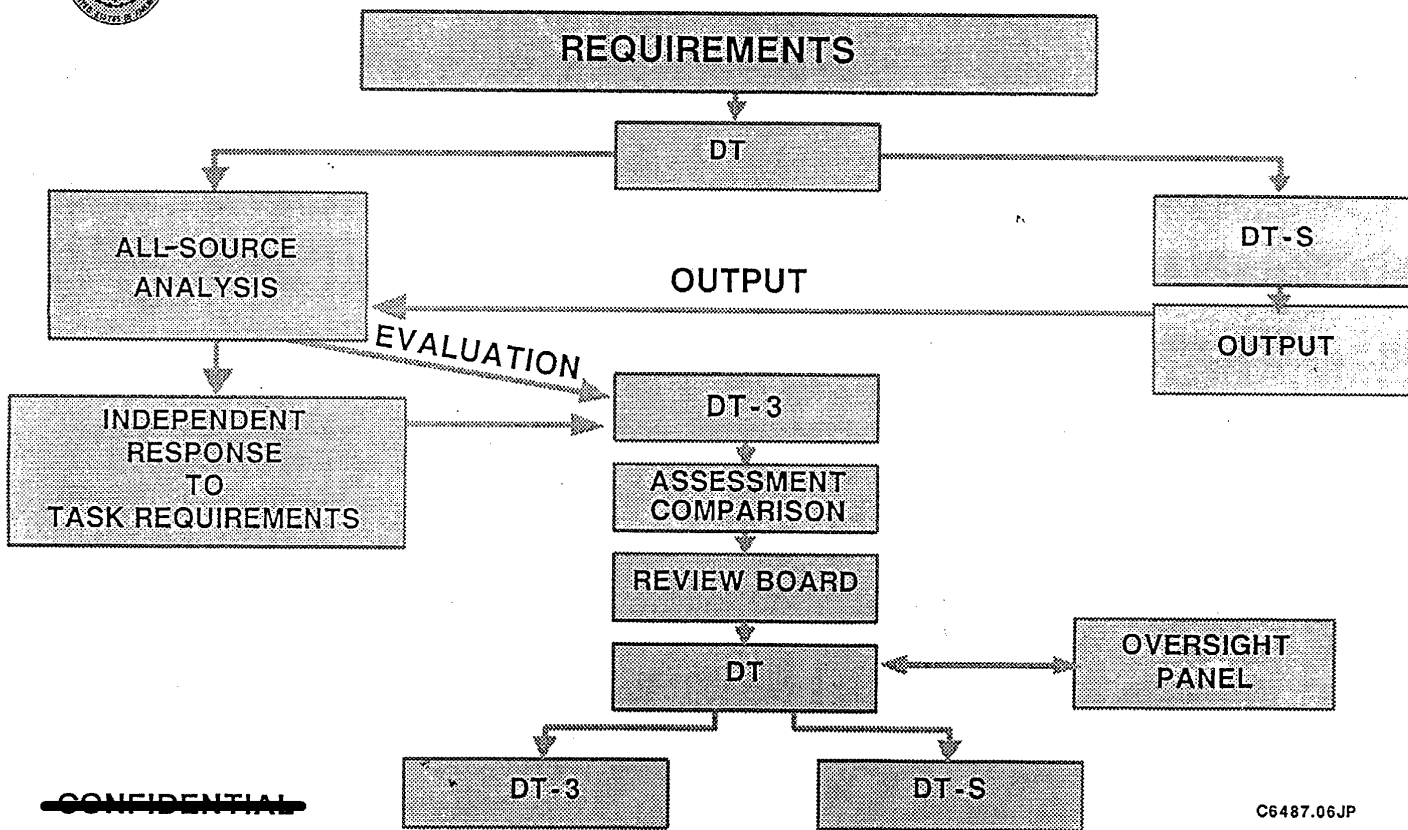 REQUIREMENTS
DT
ALL-SOURCE
ANALYSIS
DT-S
OUTPUT
OUTPUT
EVALUATION
INDEPENDENT
RESPONSE
TO
TASK REQUIREMENTS
DT-3
ASSESSMENT
COMPARISON
REVIEW BOARD
DT
OVERSIGHT
PANEL
DT-3
DT-S
CONFIDENTIAL
C6487.06JP